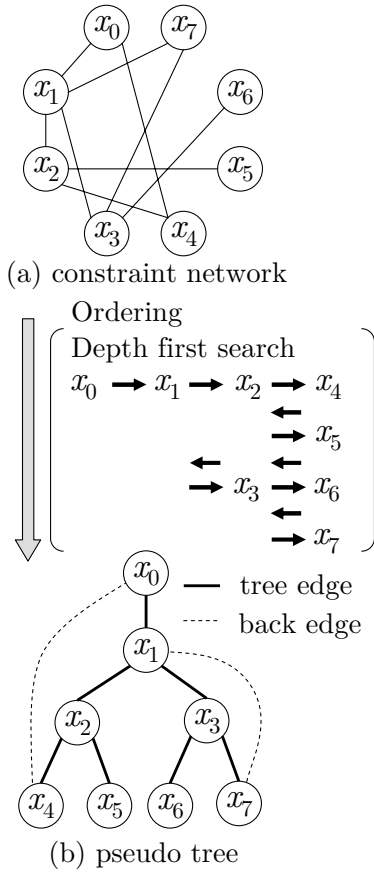 x0 x7
x1 x6
x2 x5
x3 x4
(a) constraint network
Ordering
Depth first search
x0 x1 x2 x4
x5
x3 x6
x7
x0 tree edge
back edge
x1
x2 x3
x4 x5 x6 x7
(b) pseudo tree